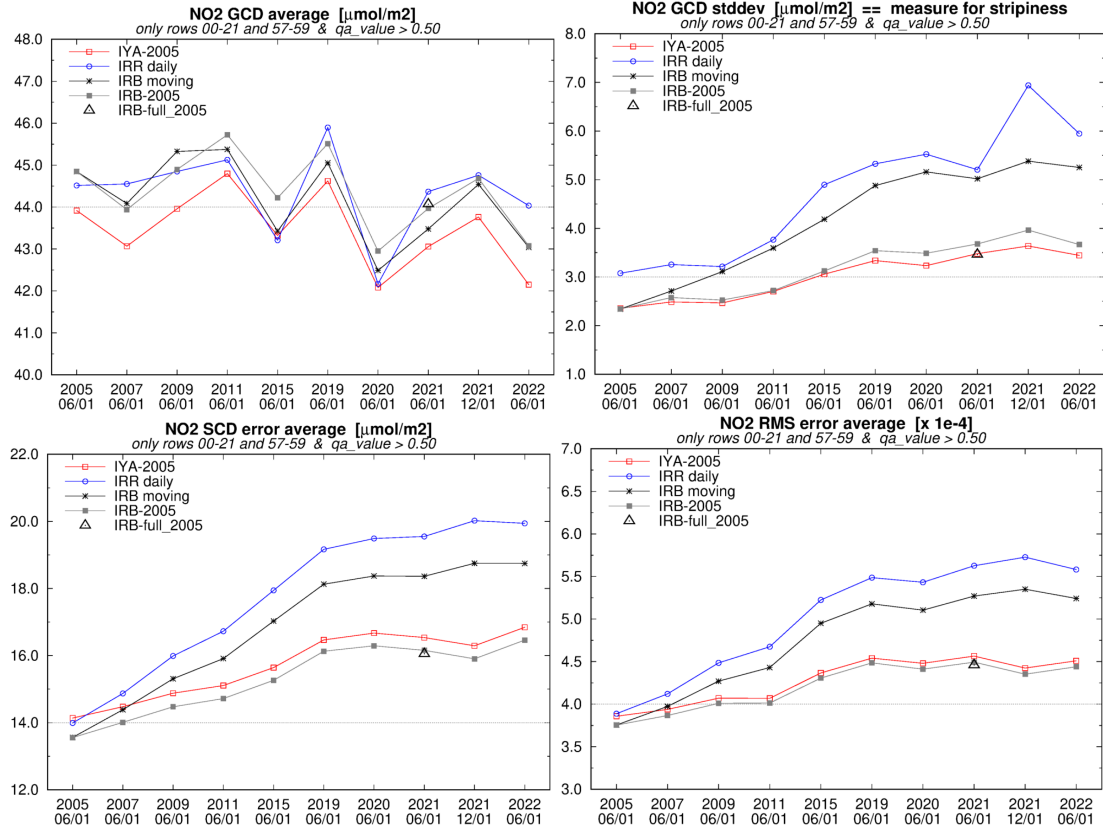 NO2 GCD average [μmol/m2]
only rows 00-21 and 57-59 & qa_value > 0.50
48.0
47.0
46.0
45.0
44.0
43.0
42.0
41.0
40.0
IYA-2005
IRR daily
IRB moving
IRB-2005
IRB-full_2005
2005 2007 2009 2011 2015 2019 2020 2021 2021 2022
06/01 06/01 06/01 06/01 06/01 06/01 06/01 06/01 12/01 06/01
NO2 GCD stddev [μmol/m2] == measure for stripiness
only rows 00-21 and 57-59 & qa_value > 0.50
8.0
7.0
6.0
5.0
4.0
3.0
2.0
1.0
IYA-2005
IRR daily
IRB moving
IRB-2005
IRB-full_2005
2005 2007 2009 2011 2015 2019 2020 2021 2021 2022
06/01 06/01 06/01 06/01 06/01 06/01 06/01 06/01 12/01 06/01
NO2 SCD error average [μmol/m2]
only rows 00-21 and 57-59 & qa_value > 0.50
22.0
20.0
18.0
16.0
14.0
12.0
IYA-2005
IRR daily
IRB moving
IRB-2005
IRB-full_2005
2005 2007 2009 2011 2015 2019 2020 2021 2021 2022
06/01 06/01 06/01 06/01 06/01 06/01 06/01 06/01 12/01 06/01
NO2 RMS error average [x 1e-4]
only rows 00-21 and 57-59 & qa_value > 0.50
7.0
6.5
6.0
5.5
5.0
4.5
4.0
3.5
3.0
IYA-2005
IRR daily
IRB moving
IRB-2005
IRB-full_2005
2005 2007 2009 2011 2015 2019 2020 2021 2021 2022
06/01 06/01 06/01 06/01 06/01 06/01 06/01 06/01 12/01 06/01